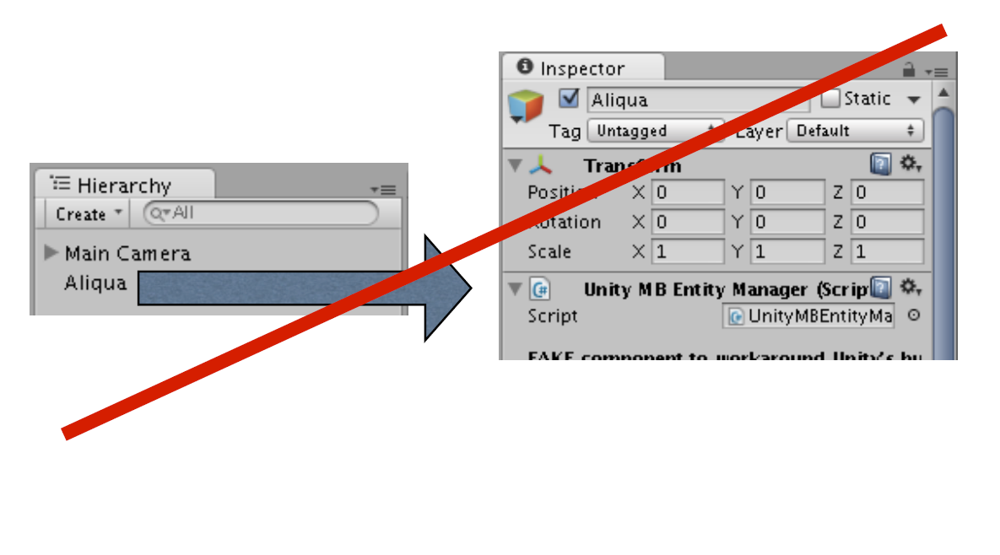 Hierarchy
Create All
Main Camera
Aliqua
Inspector
Aliqua Static
Tag Untagged Layer Default
Transform
Position X 0 Y 0 Z 0
Rotation X 0 Y 0 Z 0
Scale X 1 Y 1 Z 1
Unity MB Entity Manager (Scrip
Script UnityMBEntityMa
FAKE component to workaround Unity's bu